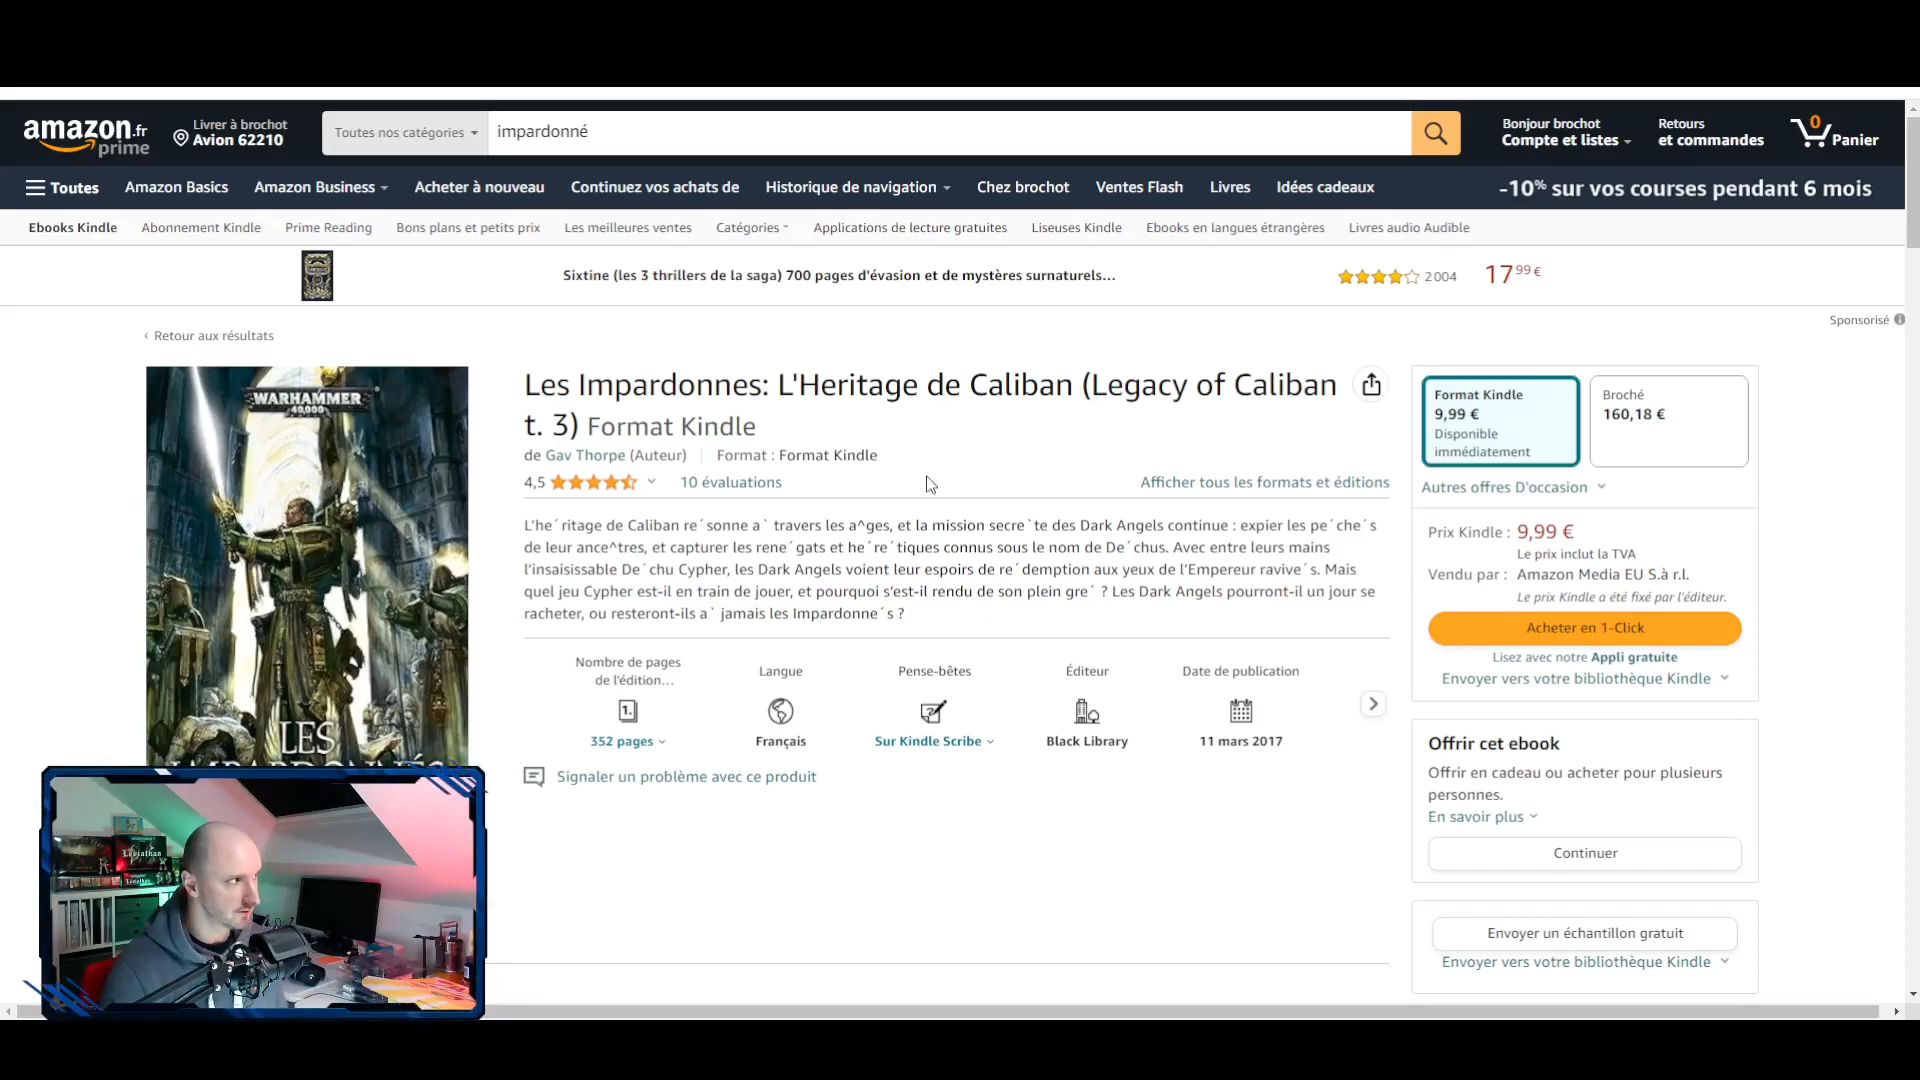 amazon.fr
prime
Livrer à brochot
Avion 62210
Toutes nos catégories
impardonné
Bonjour brochot
Compte et listes
Retours
et commandes
0
Panier
Toutes
Amazon Basics
Amazon Business
Acheter à nouveau
Continuez vos achats de
Historique de navigation
Chez brochot
Ventes Flash
Livres
Idées cadeaux
-10% sur vos courses pendant 6 mois
Ebooks Kindle
Abonnement Kindle
Prime Reading
Bons plans et petits prix
Les meilleures ventes
Catégories
Applications de lecture gratuites
Liseuses Kindle
Ebooks en langues étrangères
Livres audio Audible
Sixtine (les 3 thrillers de la saga) 700 pages d'évasion et de mystères surnaturels...
2 004
17,99 €
Sponsorisé
‹ Retour aux résultats
WARHAMMER
40,000
LES
IMPARDONNÉS
Les Impardonnes: L'Heritage de Caliban (Legacy of Caliban
t. 3) Format Kindle
de Gav Thorpe (Auteur) | Format : Format Kindle
4,5
10 évaluations
Afficher tous les formats et éditions
L'he´ritage de Caliban re´sonne a` travers les a^ges, et la mission secre`te des Dark Angels continue : expier les pe´che´s
de leur ance^tres, et capturer les rene´gats et he´re´tiques connus sous le nom de De´chus. Avec entre leurs mains
l'insaisissable De´chu Cypher, les Dark Angels voient leur espoirs de re´demption aux yeux de l'Empereur ravive´s. Mais
quel jeu Cypher est-il en train de jouer, et pourquoi s'est-il rendu de son plein gre´ ? Les Dark Angels pourront-il un jour se
racheter, ou resteront-ils a` jamais les Impardonne´s ?
Nombre de pages
de l'édition…
1.
352 pages
Langue
Français
Pense-bêtes
Sur Kindle Scribe
Éditeur
Black Library
Date de publication
11 mars 2017
Signaler un problème avec ce produit
Format Kindle
9,99 €
Disponible
immédiatement
Broché
160,18 €
Autres offres D'occasion
Prix Kindle : 9,99 €
Le prix inclut la TVA
Vendu par : Amazon Media EU S.à r.l.
Le prix Kindle a été fixé par l'éditeur.
Acheter en 1-Click
Lisez avec notre Appli gratuite
Envoyer vers votre bibliothèque Kindle
Offrir cet ebook
Offrir en cadeau ou acheter pour plusieurs
personnes.
En savoir plus
Continuer
Envoyer un échantillon gratuit
Envoyer vers votre bibliothèque Kindle
Leviathan